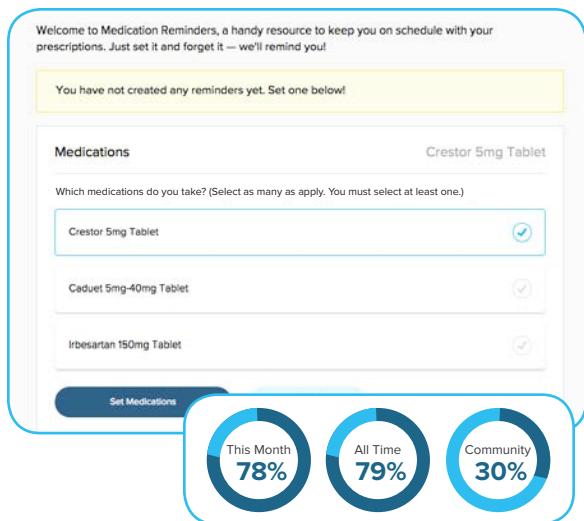 Welcome to Medication Reminders, a handy resource to keep you on schedule with your
prescriptions. Just set it and forget it — we'll remind you!
You have not created any reminders yet. Set one below!
Medications
Crestor 5mg Tablet
Which medications do you take? (Select as many as apply. You must select at least one.)
Crestor 5mg Tablet
Caduet 5mg-40mg Tablet
Irbesartan 150mg Tablet
Set Medications
This Month
78%
All Time
79%
Community
30%